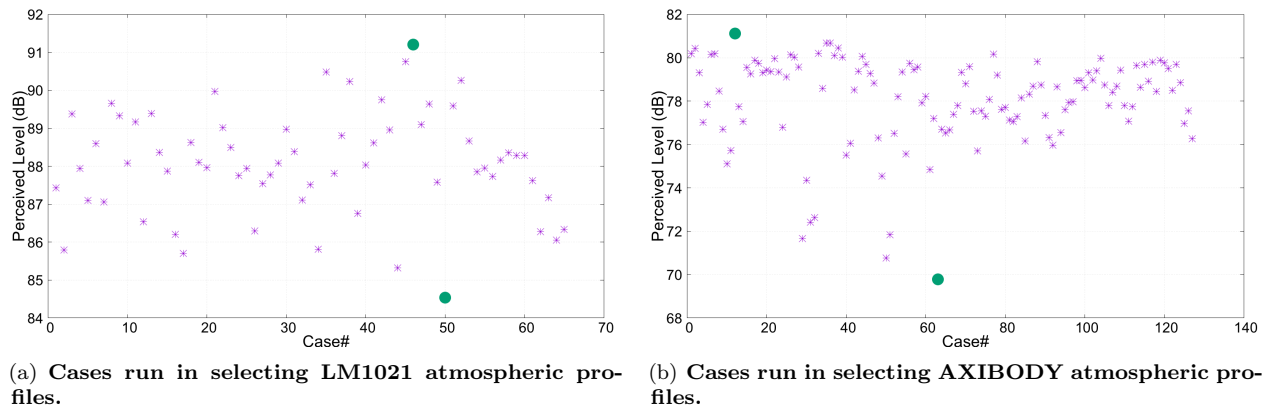 92
91
90
89
88
87
86
85
84
Perceived Level (dB)
0 10 20 30 40 50 60 70
Case#
(a) Cases run in selecting LM1021 atmospheric pro-
files.
82
80
78
76
74
72
70
68
Perceived Level (dB)
0 20 40 60 80 100 120 140
Case#
(b) Cases run in selecting AXIBODY atmospheric pro-
files.